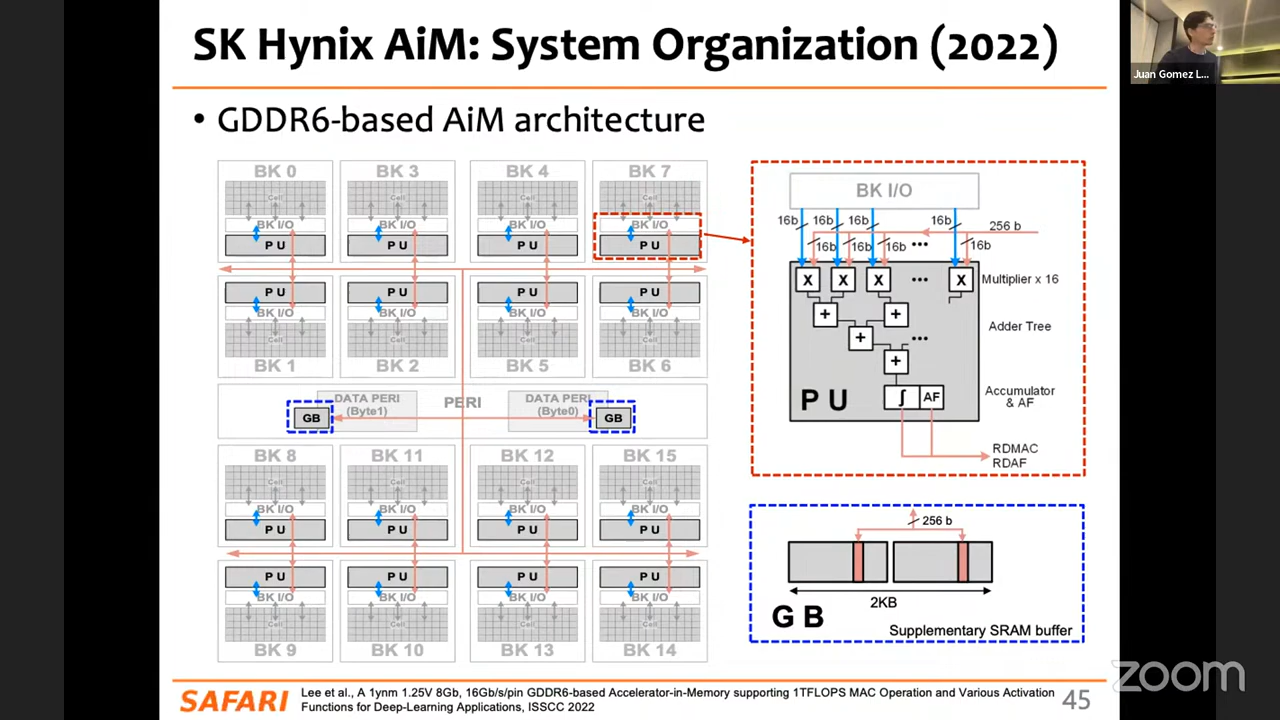 SK Hynix AiM: System Organization (2022)
Juan Gomez L...
• GDDR6-based AiM architecture
BK 0 BK 3 BK 4 BK 7
Cell Cell Cell Cell
BK I/O BK I/O BK I/O BK I/O
P U P U P U P U
P U P U P U P U
BK I/O BK I/O BK I/O BK I/O
Cell Cell Cell Cell
BK 1 BK 2 BK 5 BK 6
DATA PERI
(Byte1)
PERI
DATA PERI
(Byte0)
GB GB
BK 8 BK 11 BK 12 BK 15
Cell Cell Cell Cell
BK I/O BK I/O BK I/O BK I/O
P U P U P U P U
P U P U P U P U
BK I/O BK I/O BK I/O BK I/O
Cell Cell Cell Cell
BK 9 BK 10 BK 13 BK 14
BK I/O
16b 16b 16b 16b
256 b
16b 16b 16b ••• 16b
X X X ••• X Multiplier x 16
+ +
Adder Tree
+ •••
+
P U
∫ AF
Accumulator
& AF
RDMAC
RDAF
256 b
2KB
G B
Supplementary SRAM buffer
SAFARI
Lee et al., A 1ynm 1.25V 8Gb, 16Gb/s/pin GDDR6-based Accelerator-in-Memory supporting 1TFLOPS MAC Operation and Various Activation
Functions for Deep-Learning Applications, ISSCC 2022
45
zoom